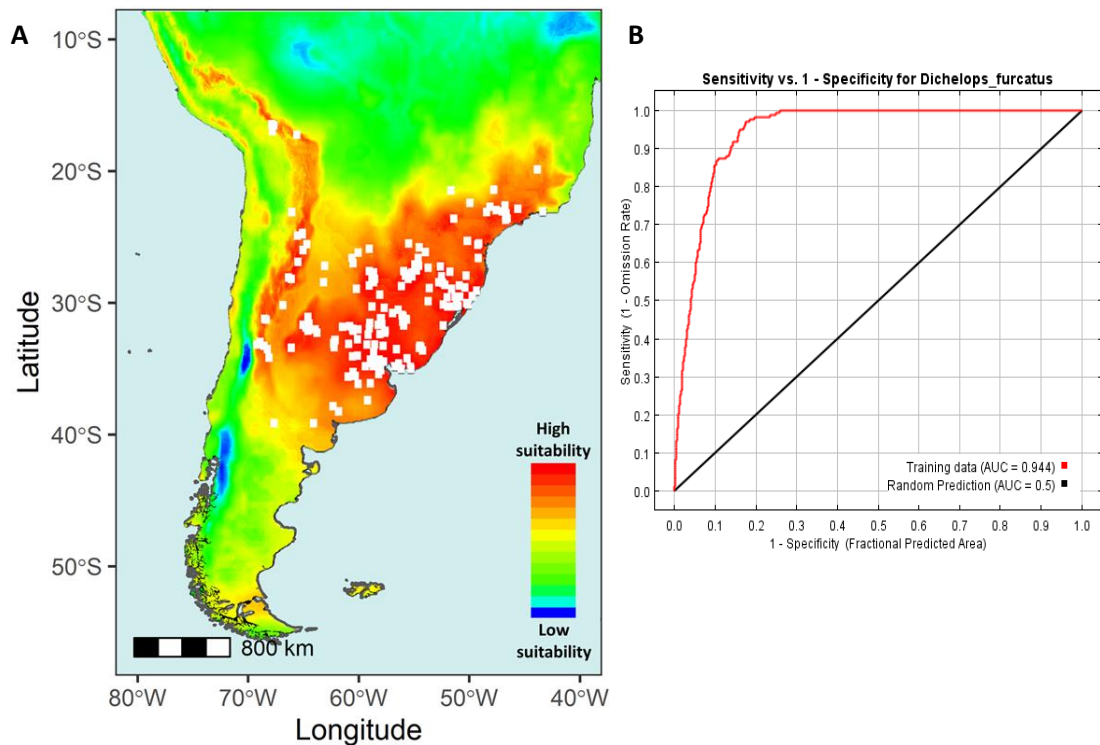 A
10°S
20°S
30°S
40°S
50°S
Latitude
High
suitability
Low
suitability
800 km
80°W
70°W
60°W
50°W
40°W
Longitude
B
Sensitivity vs. 1 - Specificity for Dichelops_furcatus
1.0
0.9
0.8
0.7
0.6
0.5
0.4
0.3
0.2
0.1
0.0
Sensitivity (1 - Omission Rate)
Training data (AUC = 0.944)
Random Prediction (AUC = 0.5)
0.0
0.1
0.2
0.3
0.4
0.5
0.6
0.7
0.8
0.9
1.0
1 - Specificity (Fractional Predicted Area)